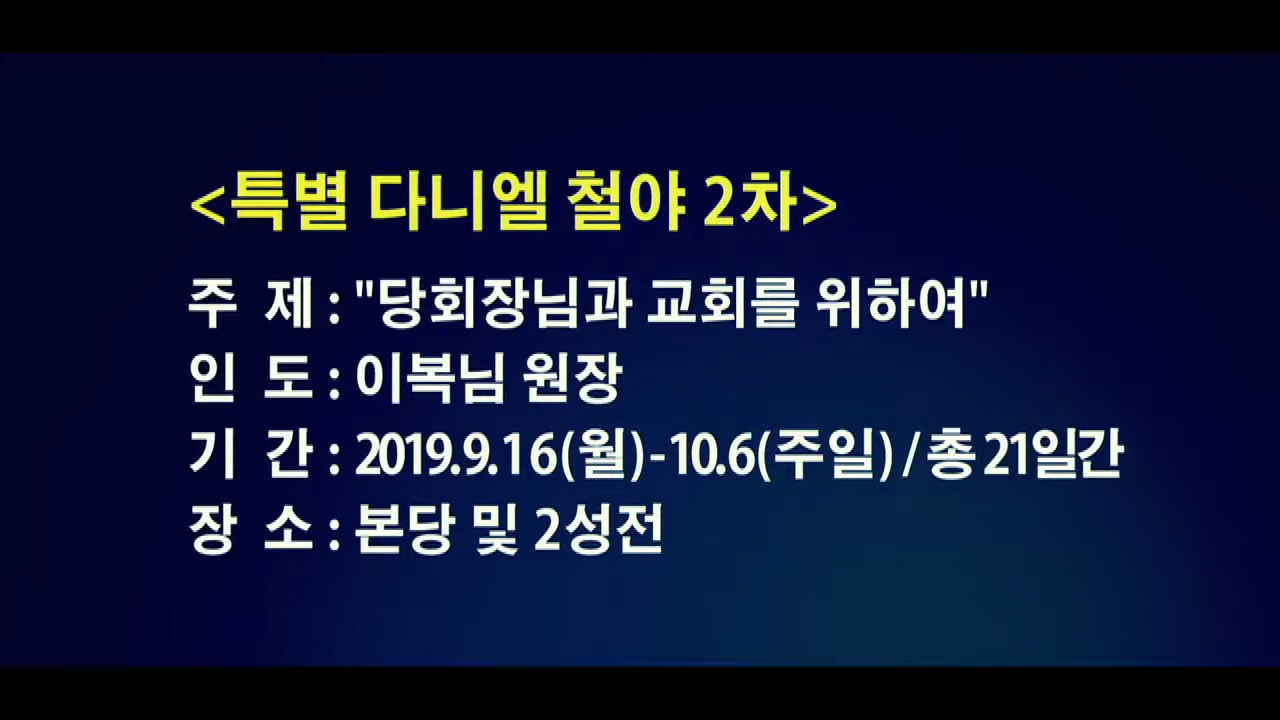 <특별 다니엘 철야 2차>
주 제 : "당회장님과 교회를 위하여"
인 도 : 이복님 원장
기 간 : 2019.9.16(월)-10.6(주일) / 총 21일간
장 소 : 본당 및 2성전